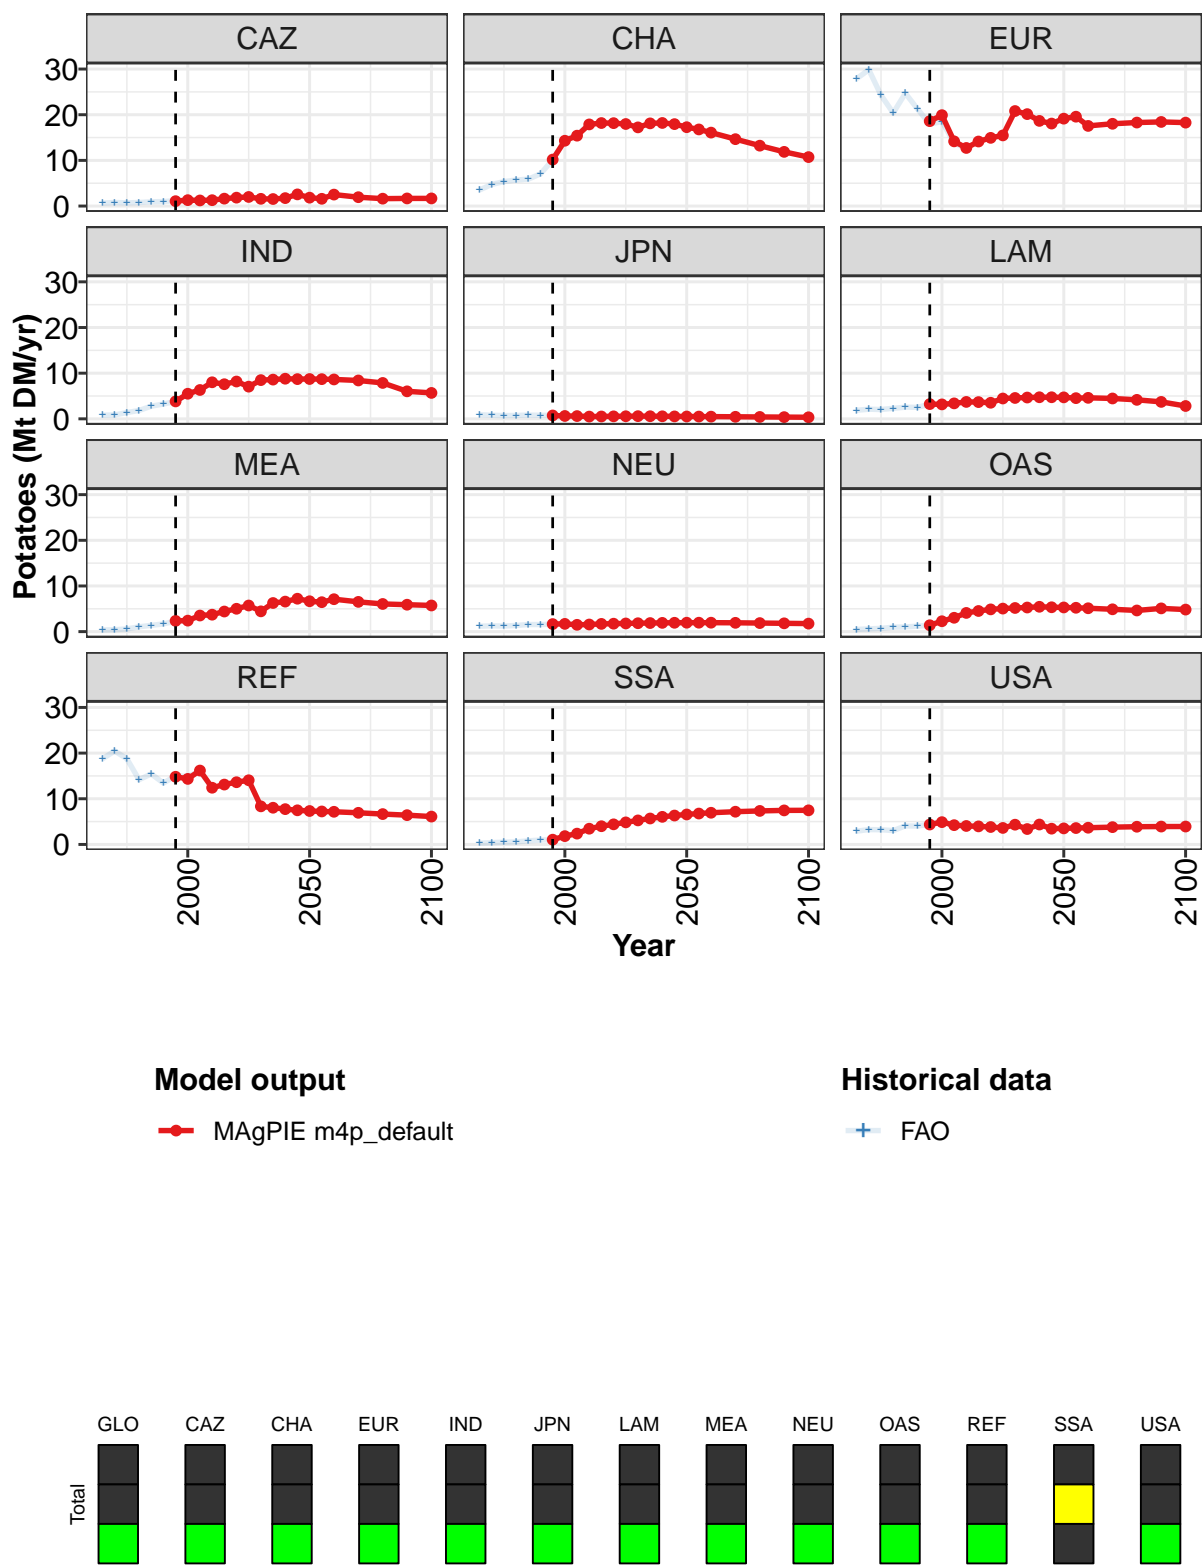 CAZ CHA EUR
30
20
10
0
IND JPN LAM
30
20
10
0
MEA NEU OAS
30
20
10
0
REF SSA USA
30
20
10
0
Potatoes (Mt DM/yr)
2000 2050 2100 2000 2050 2100 2000 2050 2100
Year
Model output Historical data
MAgPIE m4p_default FAO
GLO CAZ CHA EUR IND JPN LAM MEA NEU OAS REF SSA USA
Total